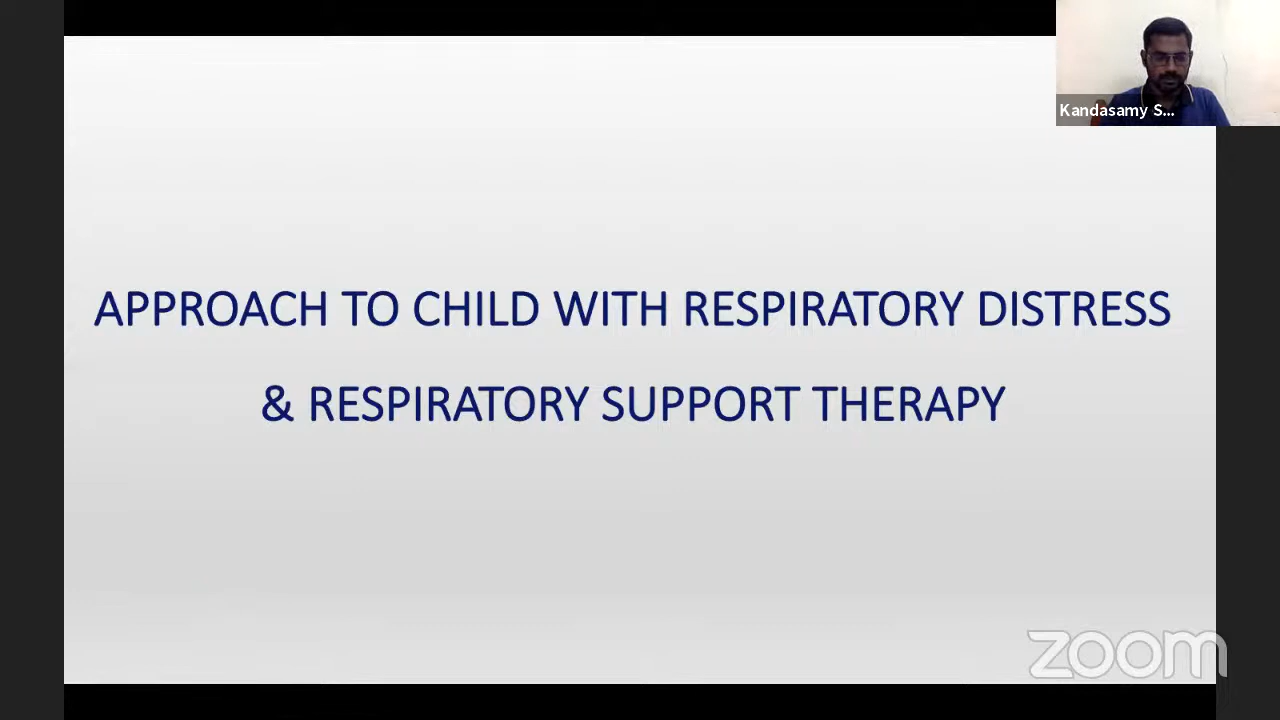 Kandasamy S...
APPROACH TO CHILD WITH RESPIRATORY DISTRESS
& RESPIRATORY SUPPORT THERAPY
zoom